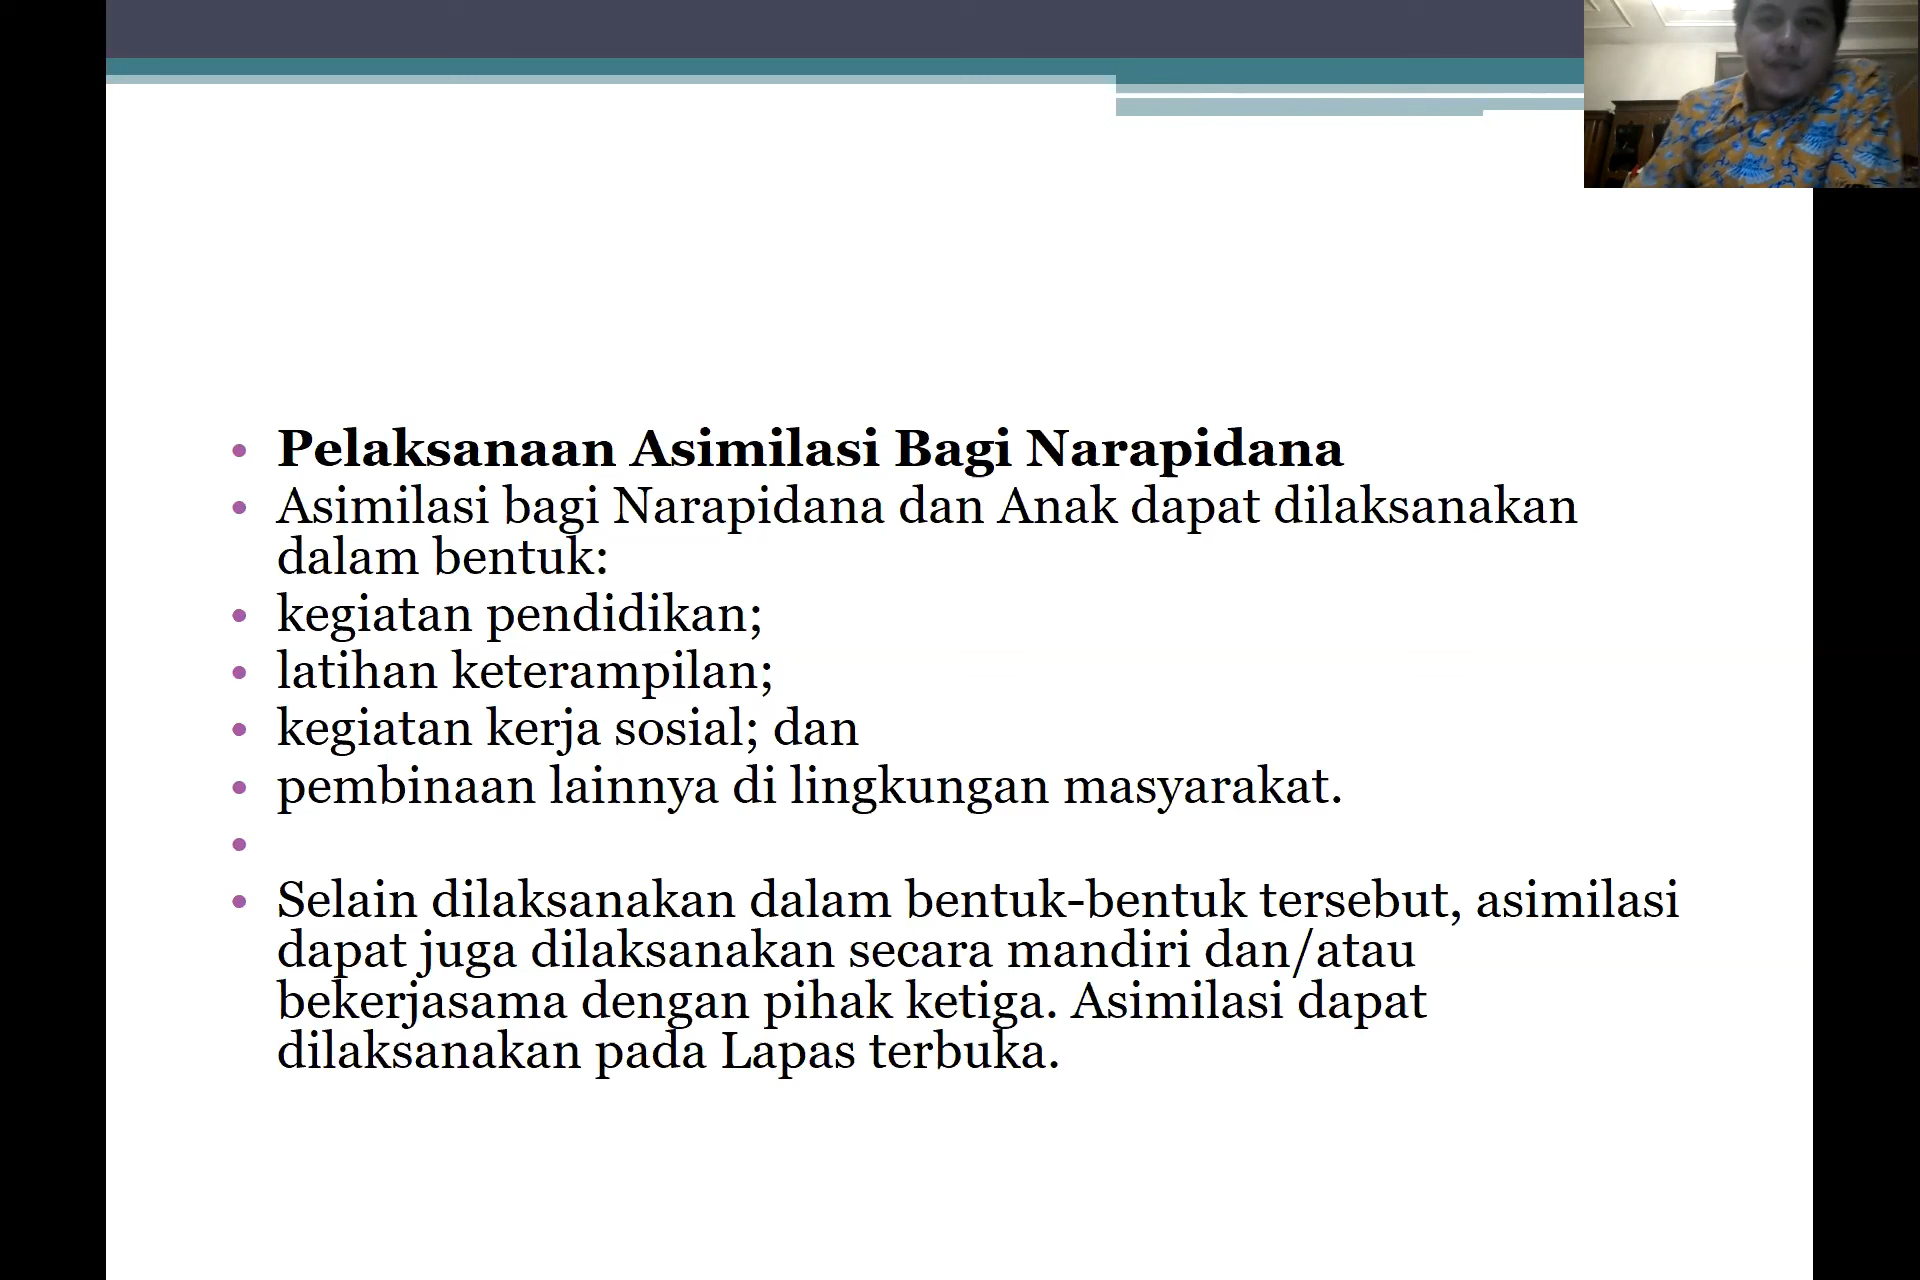 Pelaksanaan Asimilasi Bagi Narapidana
Asimilasi bagi Narapidana dan Anak dapat dilaksanakan
dalam bentuk:
kegiatan pendidikan;
latihan keterampilan;
kegiatan kerja sosial; dan
pembinaan lainnya di lingkungan masyarakat.
Selain dilaksanakan dalam bentuk-bentuk tersebut, asimilasi
dapat juga dilaksanakan secara mandiri dan/atau
bekerjasama dengan pihak ketiga. Asimilasi dapat
dilaksanakan pada Lapas terbuka.